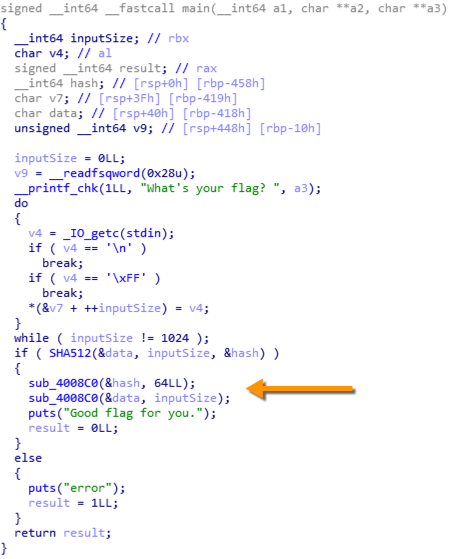 signed __int64 __fastcall main(__int64 a1, char **a2, char **a3)
{
  __int64 inputSize; // rbx
  char v4; // al
  signed __int64 result; // rax
  __int64 hash; // [rsp+0h] [rbp-458h]
  char v7; // [rsp+3Fh] [rbp-419h]
  char data; // [rsp+40h] [rbp-418h]
  unsigned __int64 v9; // [rsp+448h] [rbp-10h]

  inputSize = 0LL;
  v9 = __readfsqword(0x28u);
  __printf_chk(1LL, "What's your flag? ", a3);
  do
  {
    v4 = _IO_getc(stdin);
    if ( v4 == '\n' )
      break;
    if ( v4 == '\xFF' )
      break;
    *(&v7 + ++inputSize) = v4;
  }
  while ( inputSize != 1024 );
  if ( SHA512(&data, inputSize, &hash) )
  {
    sub_4008C0(&hash, 64LL);
    sub_4008C0(&data, inputSize);
    puts("Good flag for you.");
    result = 0LL;
  }
  else
  {
    puts("error");
    result = 1LL;
  }
  return result;
}